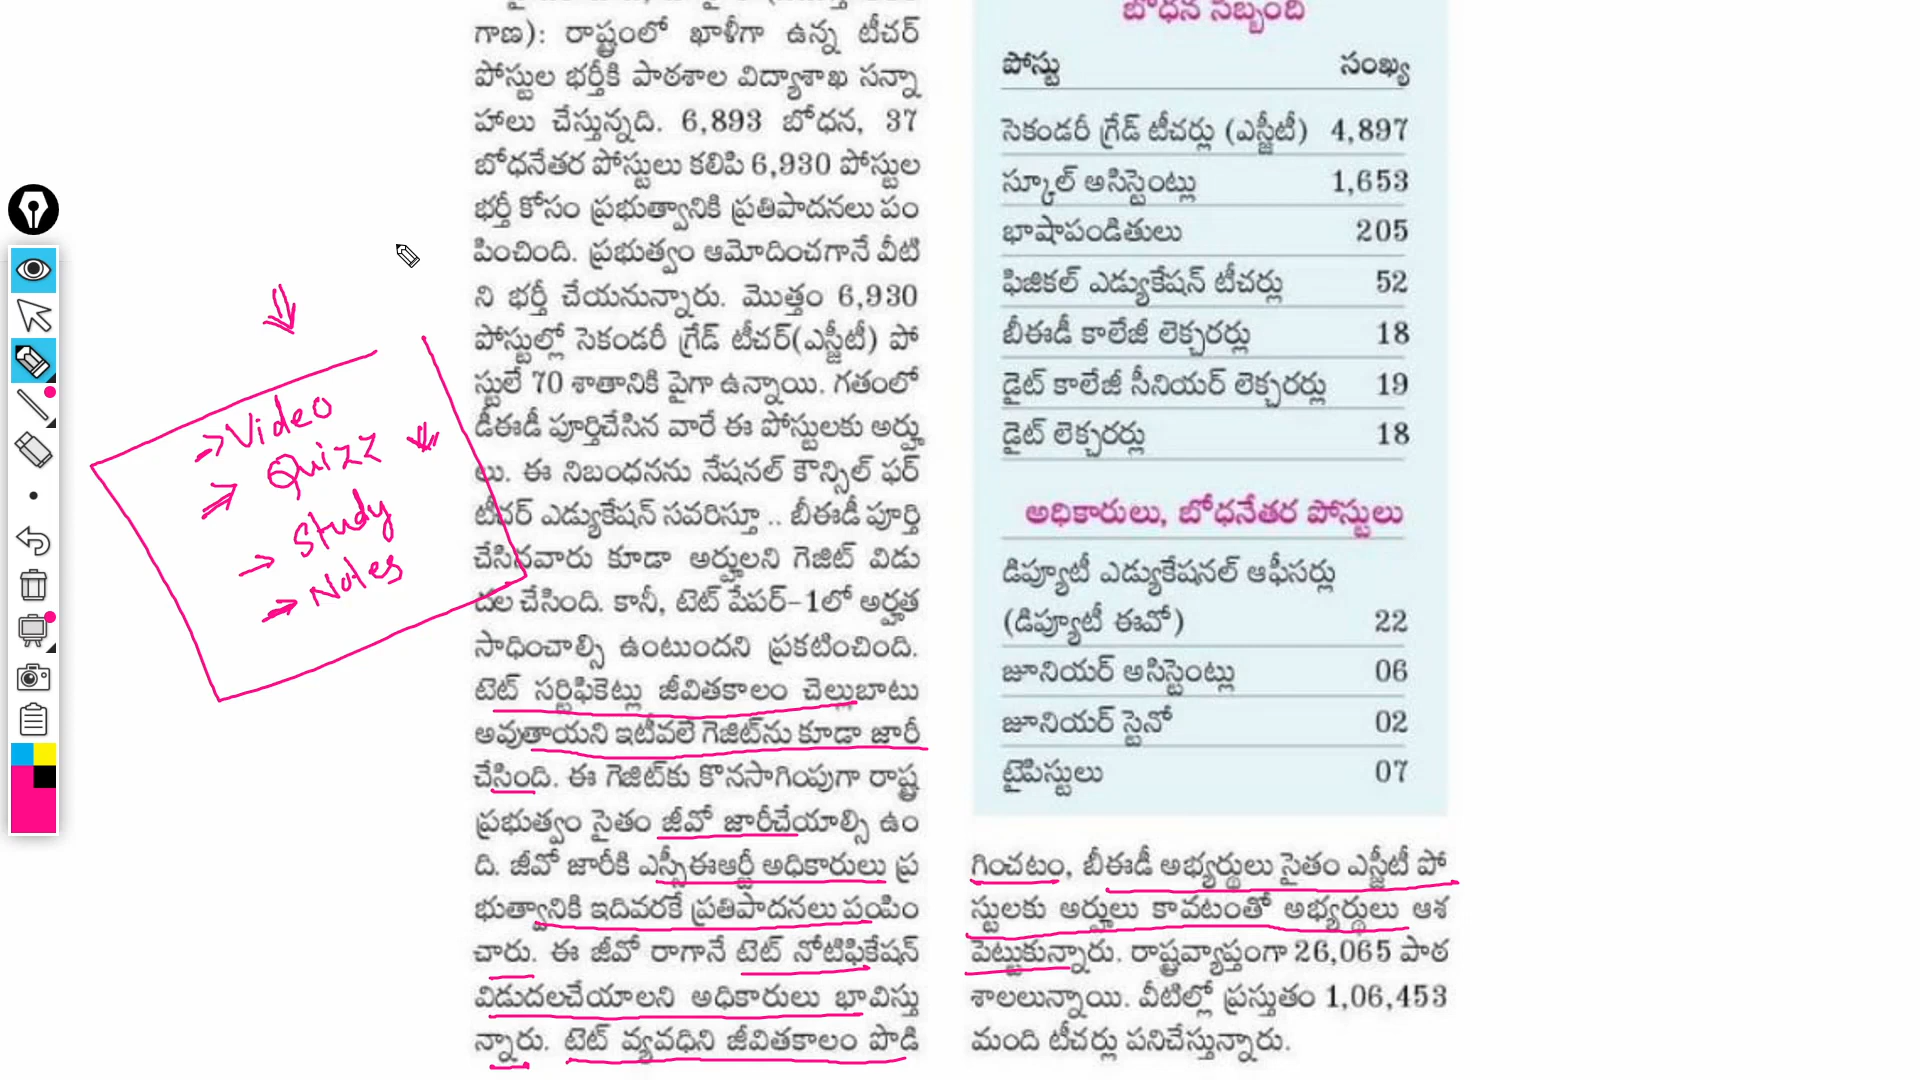 గాణ): రాష్ట్రంలో ఖాళీగా ఉన్న టీచర్
పోస్టుల భర్తీకి పాఠశాల విద్యాశాఖ సన్నా
హాలు చేస్తున్నది. 6,893 బోధన, 37
బోధనేతర పోస్టులు కలిపి 6,930 పోస్టుల
భర్తీ కోసం ప్రభుత్వానికి ప్రతిపాదనలు పం
పించింది. ప్రభుత్వం ఆమోదించగానే వీటి
ని భర్తీ చేయనున్నారు. మొత్తం 6,930
పోస్టుల్లో సెకండరీ గ్రేడ్ టీచర్(ఎస్జీటీ) పో
స్టులే 70 శాతానికి పైగా ఉన్నాయి. గతంలో
డీఈడీ పూర్తిచేసిన వారే ఈ పోస్టులకు అర్హు
లు. ఈ నిబంధనను నేషనల్ కౌన్సిల్ ఫర్
టీచర్ ఎడ్యుకేషన్ సవరిస్తూ .. బీఈడీ పూర్తి
చేసినవారు కూడా అర్హులని గెజిట్ విడు
దల చేసింది. కానీ, టెట్ పేపర్-1లో అర్హత
సాధించాల్సి ఉంటుందని ప్రకటించింది.
టెట్ సర్టిఫికెట్లు జీవితకాలం చెల్లుబాటు
అవుతాయని ఇటీవలే గెజిట్‌ను కూడా జారీ
చేసింది. ఈ గెజిట్‌కు కొనసాగింపుగా రాష్ట్ర
ప్రభుత్వం సైతం జీవో జారీచేయాల్సి ఉం
ది. జీవో జారీకి ఎస్సీఈఆర్టీ అధికారులు ప్ర
భుత్వానికి ఇదివరకే ప్రతిపాదనలు పంపిం
చారు. ఈ జీవో రాగానే టెట్ నోటిఫికేషన్
విడుదలచేయాలని అధికారులు భావిస్తు
న్నారు. టెట్ వ్యవధిని జీవితకాలం పొడి
బోధన సిబ్బంది
పోస్టు సంఖ్య
సెకండరీ గ్రేడ్ టీచర్లు (ఎస్జీటీ) 4,897
స్కూల్ అసిస్టెంట్లు 1,653
భాషాపండితులు 205
ఫిజికల్ ఎడ్యుకేషన్ టీచర్లు 52
బీఈడీ కాలేజీ లెక్చరర్లు 18
డైట్ కాలేజీ సీనియర్ లెక్చరర్లు 19
డైట్ లెక్చరర్లు 18
అధికారులు, బోధనేతర పోస్టులు
డిప్యూటీ ఎడ్యుకేషనల్ ఆఫీసర్లు
(డిప్యూటీ ఈవో) 22
జూనియర్ అసిస్టెంట్లు 06
జూనియర్ స్టెనో 02
టైపిస్టులు 07
గించటం, బీఈడీ అభ్యర్థులు సైతం ఎస్జీటీ పో
స్టులకు అర్హులు కావటంతో అభ్యర్థులు ఆశ
పెట్టుకున్నారు. రాష్ట్రవ్యాప్తంగా 26,065 పాఠ
శాలలున్నాయి. వీటిల్లో ప్రస్తుతం 1,06,453
మంది టీచర్లు పనిచేస్తున్నారు.
Video
Quizz
Study
Notes